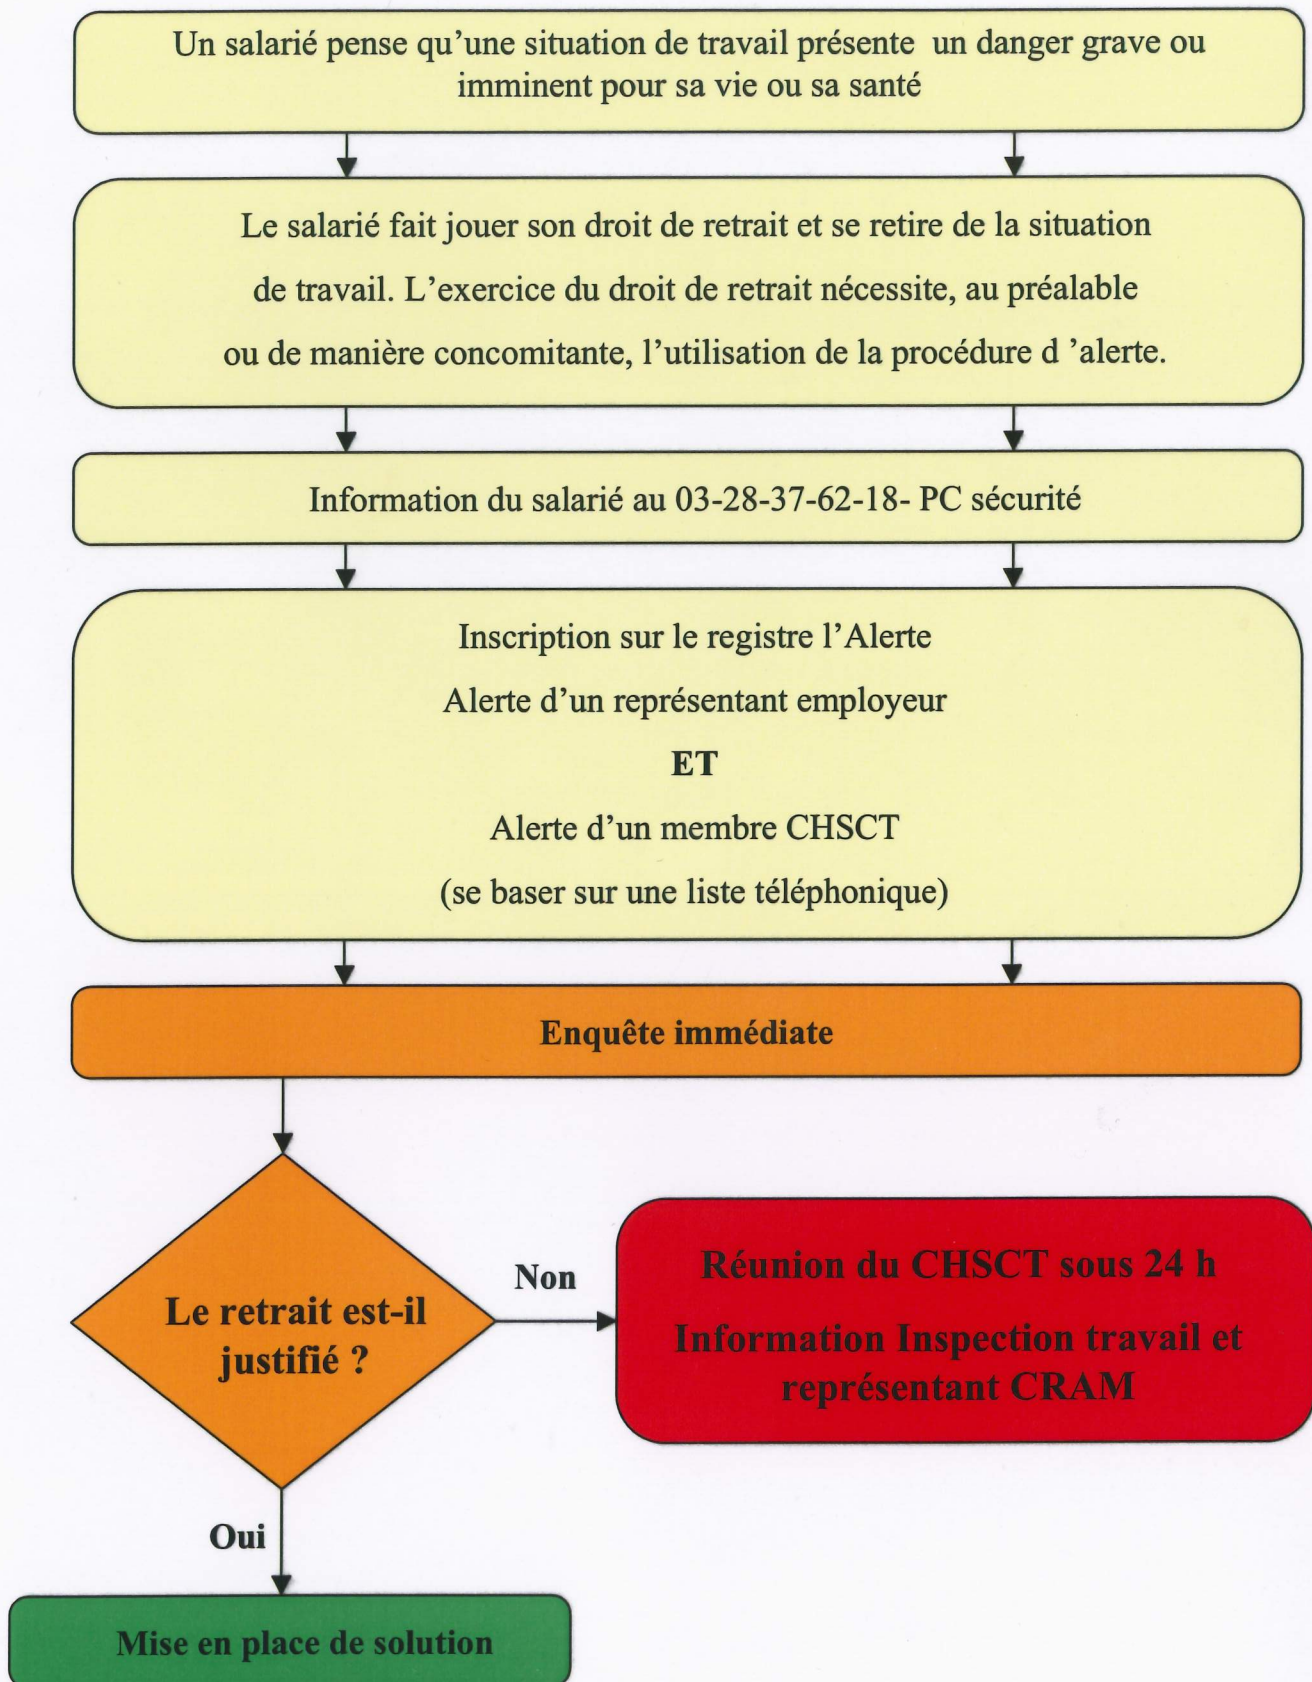 Un salarié pense qu’une situation de travail présente un danger grave ou
imminent pour sa vie ou sa santé
Le salarié fait jouer son droit de retrait et se retire de la situation
de travail. L’exercice du droit de retrait nécessite, au préalable
ou de manière concomitante, l’utilisation de la procédure d ’alerte.
Information du salarié au 03-28-37-62-18- PC sécurité
Inscription sur le registre l’Alerte
Alerte d’un représentant employeur
ET
Alerte d’un membre CHSCT
(se baser sur une liste téléphonique)
Enquête immédiate
Le retrait est-il
justifié ?
Non
Réunion du CHSCT sous 24 h
Information Inspection travail et
représentant CRAM
Oui
Mise en place de solution